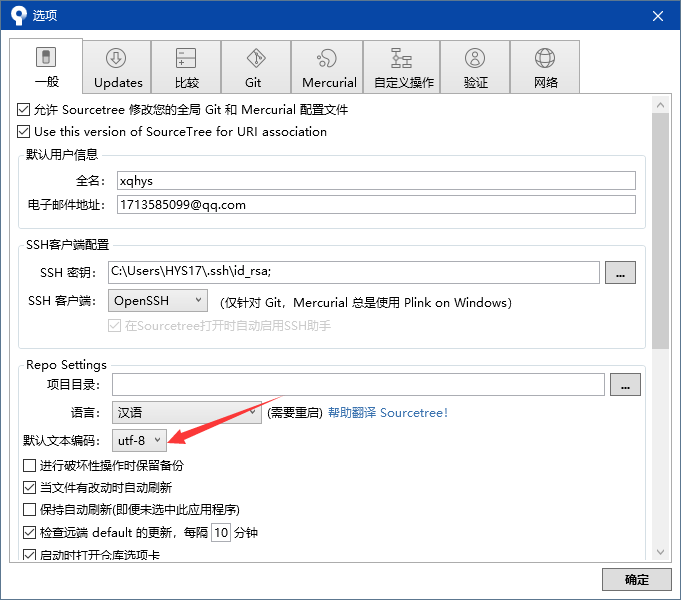 选项
一般
Updates
比较
Git
Mercurial
自定义操作
验证
网络
允许 Sourcetree 修改您的全局 Git 和 Mercurial 配置文件
Use this version of SourceTree for URI association
默认用户信息
全名： xqhys
电子邮件地址： 1713585099@qq.com
SSH客户端配置
SSH 密钥： C:\Users\HYS17\.ssh\id_rsa; ...
SSH 客户端： OpenSSH (仅针对 Git，Mercurial 总是使用 Plink on Windows)
在Sourcetree打开时自动启用SSH助手
Repo Settings
项目目录： ...
语言： 汉语 (需要重启) 帮助翻译 Sourcetree!
默认文本编码： utf-8
进行破坏性操作时保留备份
当文件有改动时自动刷新
保持自动刷新(即便未选中此应用程序)
检查远端 default 的更新，每隔 10 分钟
启动时打开仓库选项卡
确定